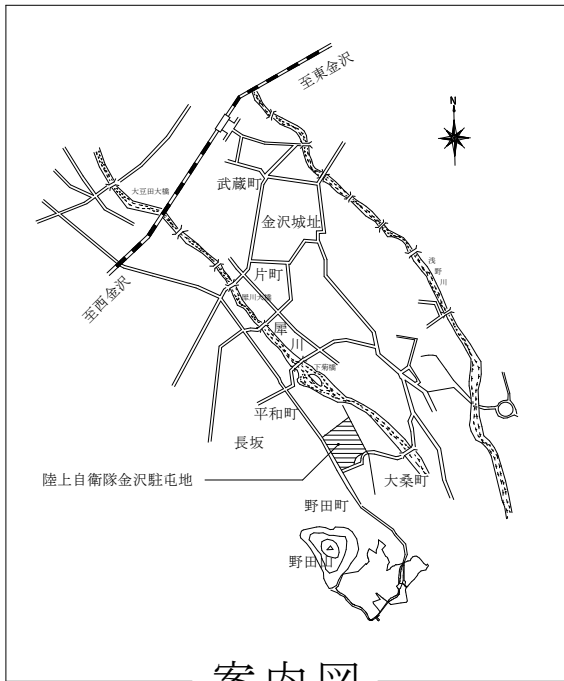 至東金沢
N
大豆田大橋
武蔵町
金沢城址
浅野川
至西金沢
片町
犀川大橋
犀川
下菊橋
平和町
長坂
陸上自衛隊金沢駐屯地
大桑町
野田町
野田山
案内図